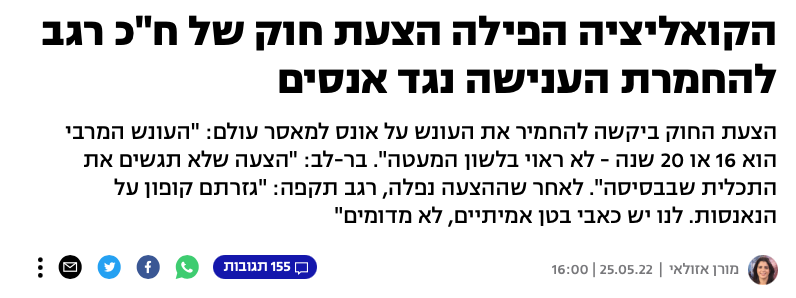 הקואליציה הפילה הצעת חוק של ח"כ רגב
להחמרת הענישה נגד אנסים
הצעת החוק ביקשה להחמיר את העונש על אונס למאסר עולם: "העונש המרבי
הוא 16 או 20 שנה - לא ראוי בלשון המעטה". בר-לב: "הצעה שלא תגשים את
התכלית שבבסיסה". לאחר שההצעה נפלה, רגב תקפה: "גזרתם קופון על
הנאנסות. לנו יש כאבי בטן אמיתיים, לא מדומים"
מורן אזולאי | 25.05.22 | 16:00
155 תגובות